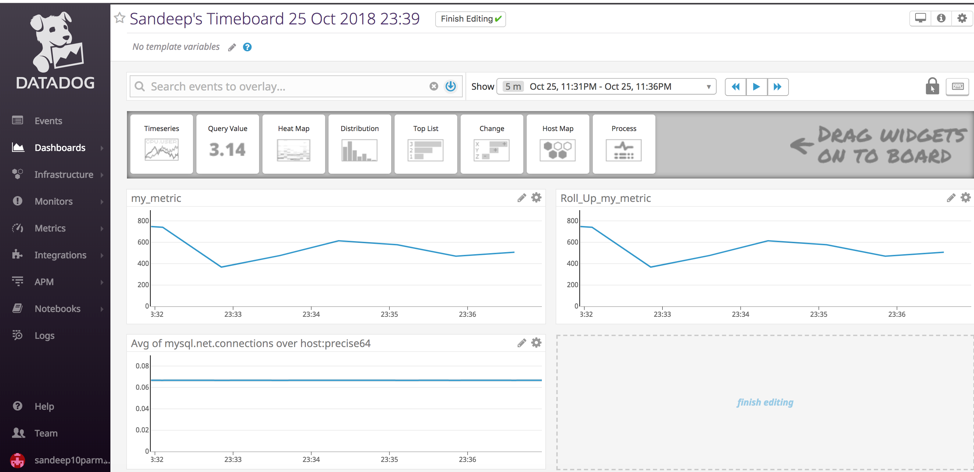 DATADOG
Events
Dashboards
Infrastructure
Monitors
Metrics
Integrations
APM
Notebooks
Logs
Help
Team
sandeep10parm...
Sandeep's Timeboard 25 Oct 2018 23:39
Finish Editing✔
No template variables
?
Search events to overlay...
Show
5 m Oct 25, 11:31PM - Oct 25, 11:36PM
Timeseries
Query Value
3.14
Heat Map
Distribution
Top List
Change
Host Map
Process
DRAG WIDGETS
ON TO BOARD
my_metric
800
600
400
200
0
3:32 23:33 23:34 23:35 23:36
Roll_Up_my_metric
800
600
400
200
0
3:32 23:33 23:34 23:35 23:36
Avg of mysql.net.connections over host:precise64
0.08
0.06
0.04
0.02
0
3:32 23:33 23:34 23:35 23:36
finish editing